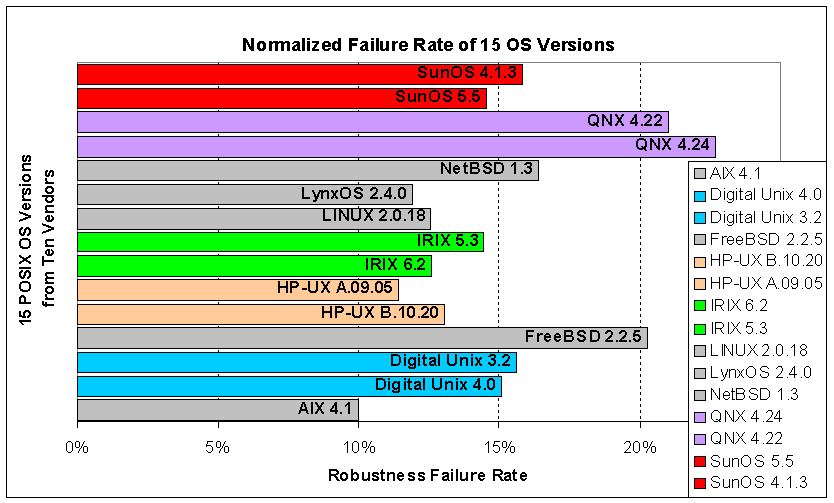 Normalized Failure Rate of 15 OS Versions
15 POSIX OS Versions
from Ten Vendors
SunOS 4.1.3
SunOS 5.5
QNX 4.22
QNX 4.24
NetBSD 1.3
LynxOS 2.4.0
LINUX 2.0.18
IRIX 5.3
IRIX 6.2
HP-UX A.09.05
HP-UX B.10.20
FreeBSD 2.2.5
Digital Unix 3.2
Digital Unix 4.0
AIX 4.1
0% 5% 10% 15% 20%
Robustness Failure Rate
AIX 4.1
Digital Unix 4.0
Digital Unix 3.2
FreeBSD 2.2.5
HP-UX B.10.20
HP-UX A.09.05
IRIX 6.2
IRIX 5.3
LINUX 2.0.18
LynxOS 2.4.0
NetBSD 1.3
QNX 4.24
QNX 4.22
SunOS 5.5
SunOS 4.1.3